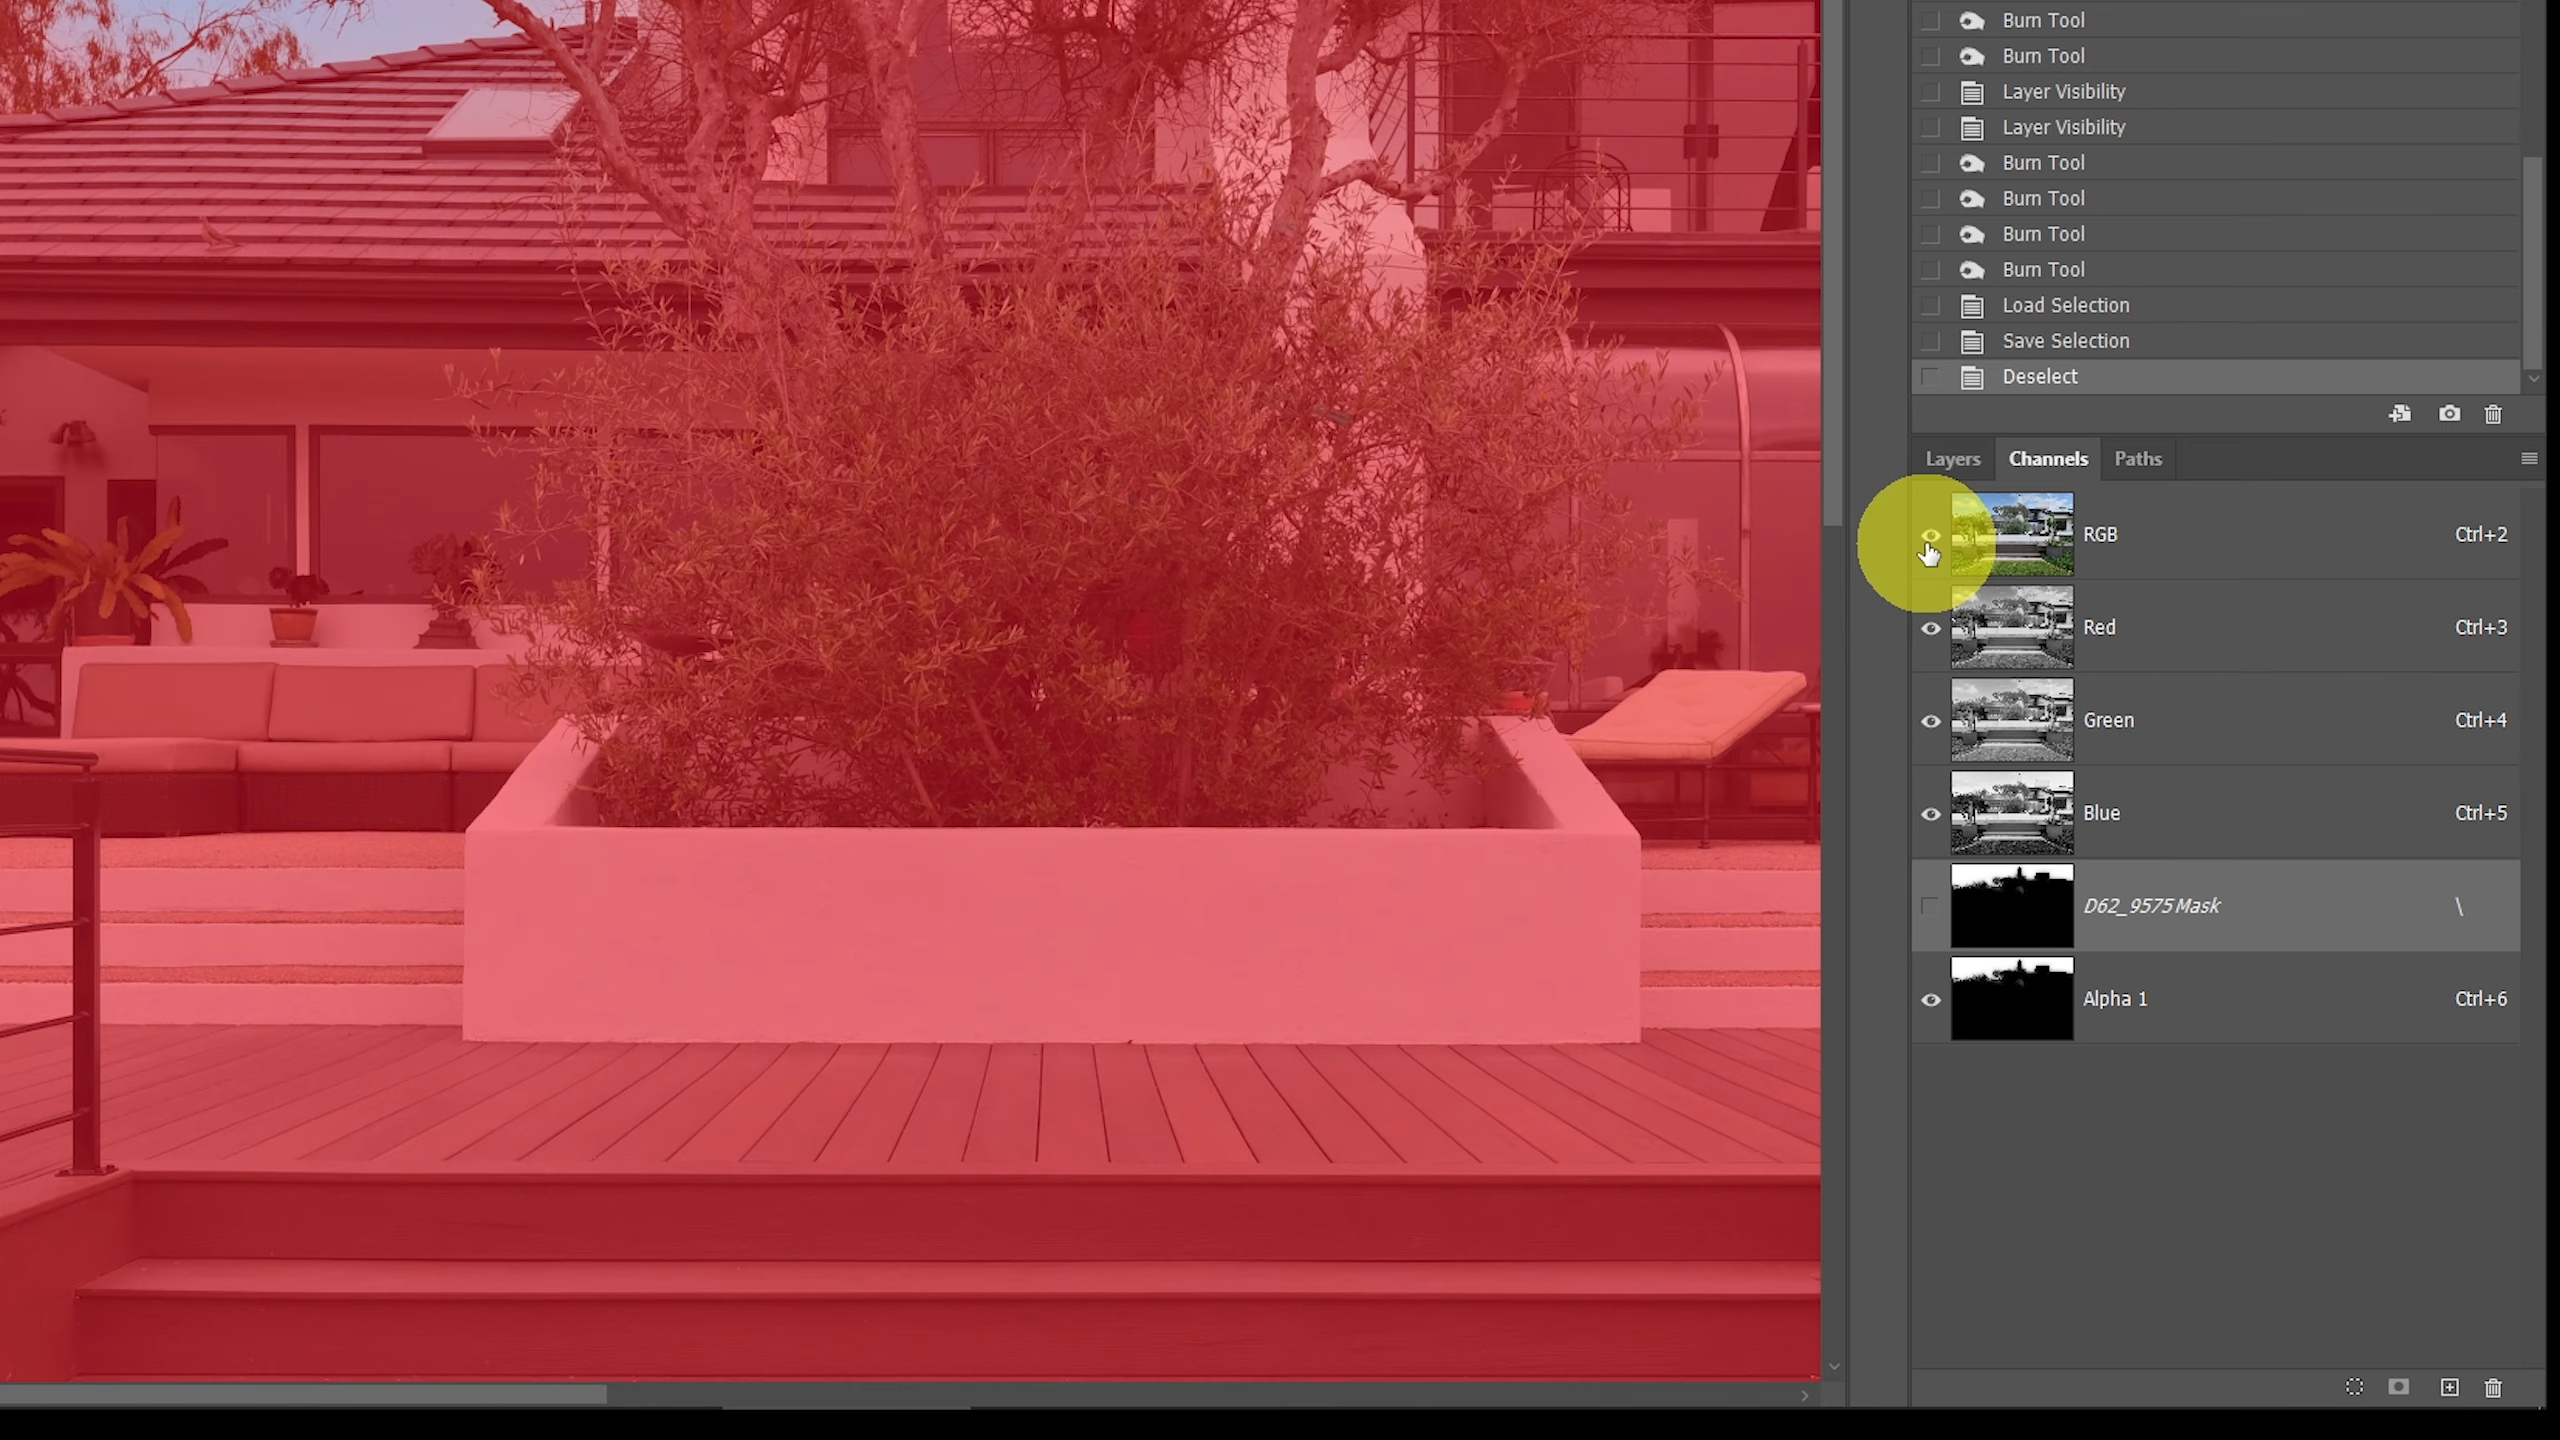 Burn Tool
Burn Tool
Layer Visibility
Layer Visibility
Burn Tool
Burn Tool
Burn Tool
Burn Tool
Load Selection
Save Selection
Deselect
Layers Channels Paths
RGB Ctrl+2
Red Ctrl+3
Green Ctrl+4
Blue Ctrl+5
D62_9575 Mask \
Alpha 1 Ctrl+6